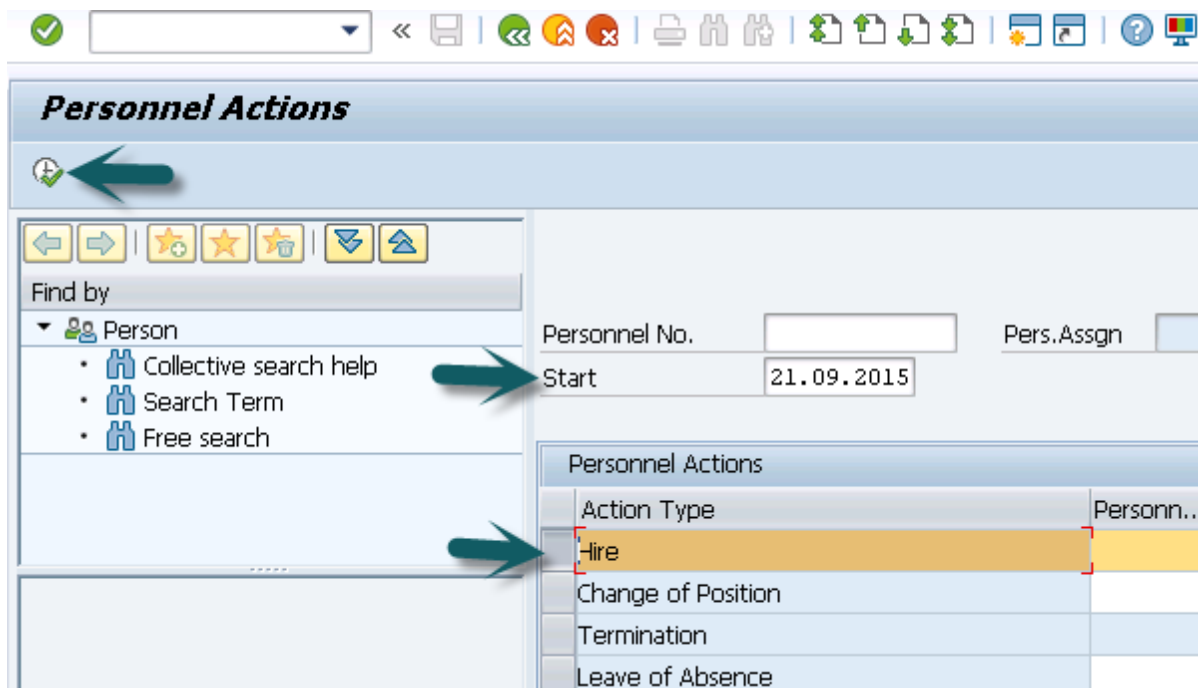 Personnel Actions
Find by
Person
Collective search help
Search Term
Free search
Personnel No.
Pers.Assgn
Start
21.09.2015
Personnel Actions
Action Type
Personn..
Hire
Change of Position
Termination
Leave of Absence